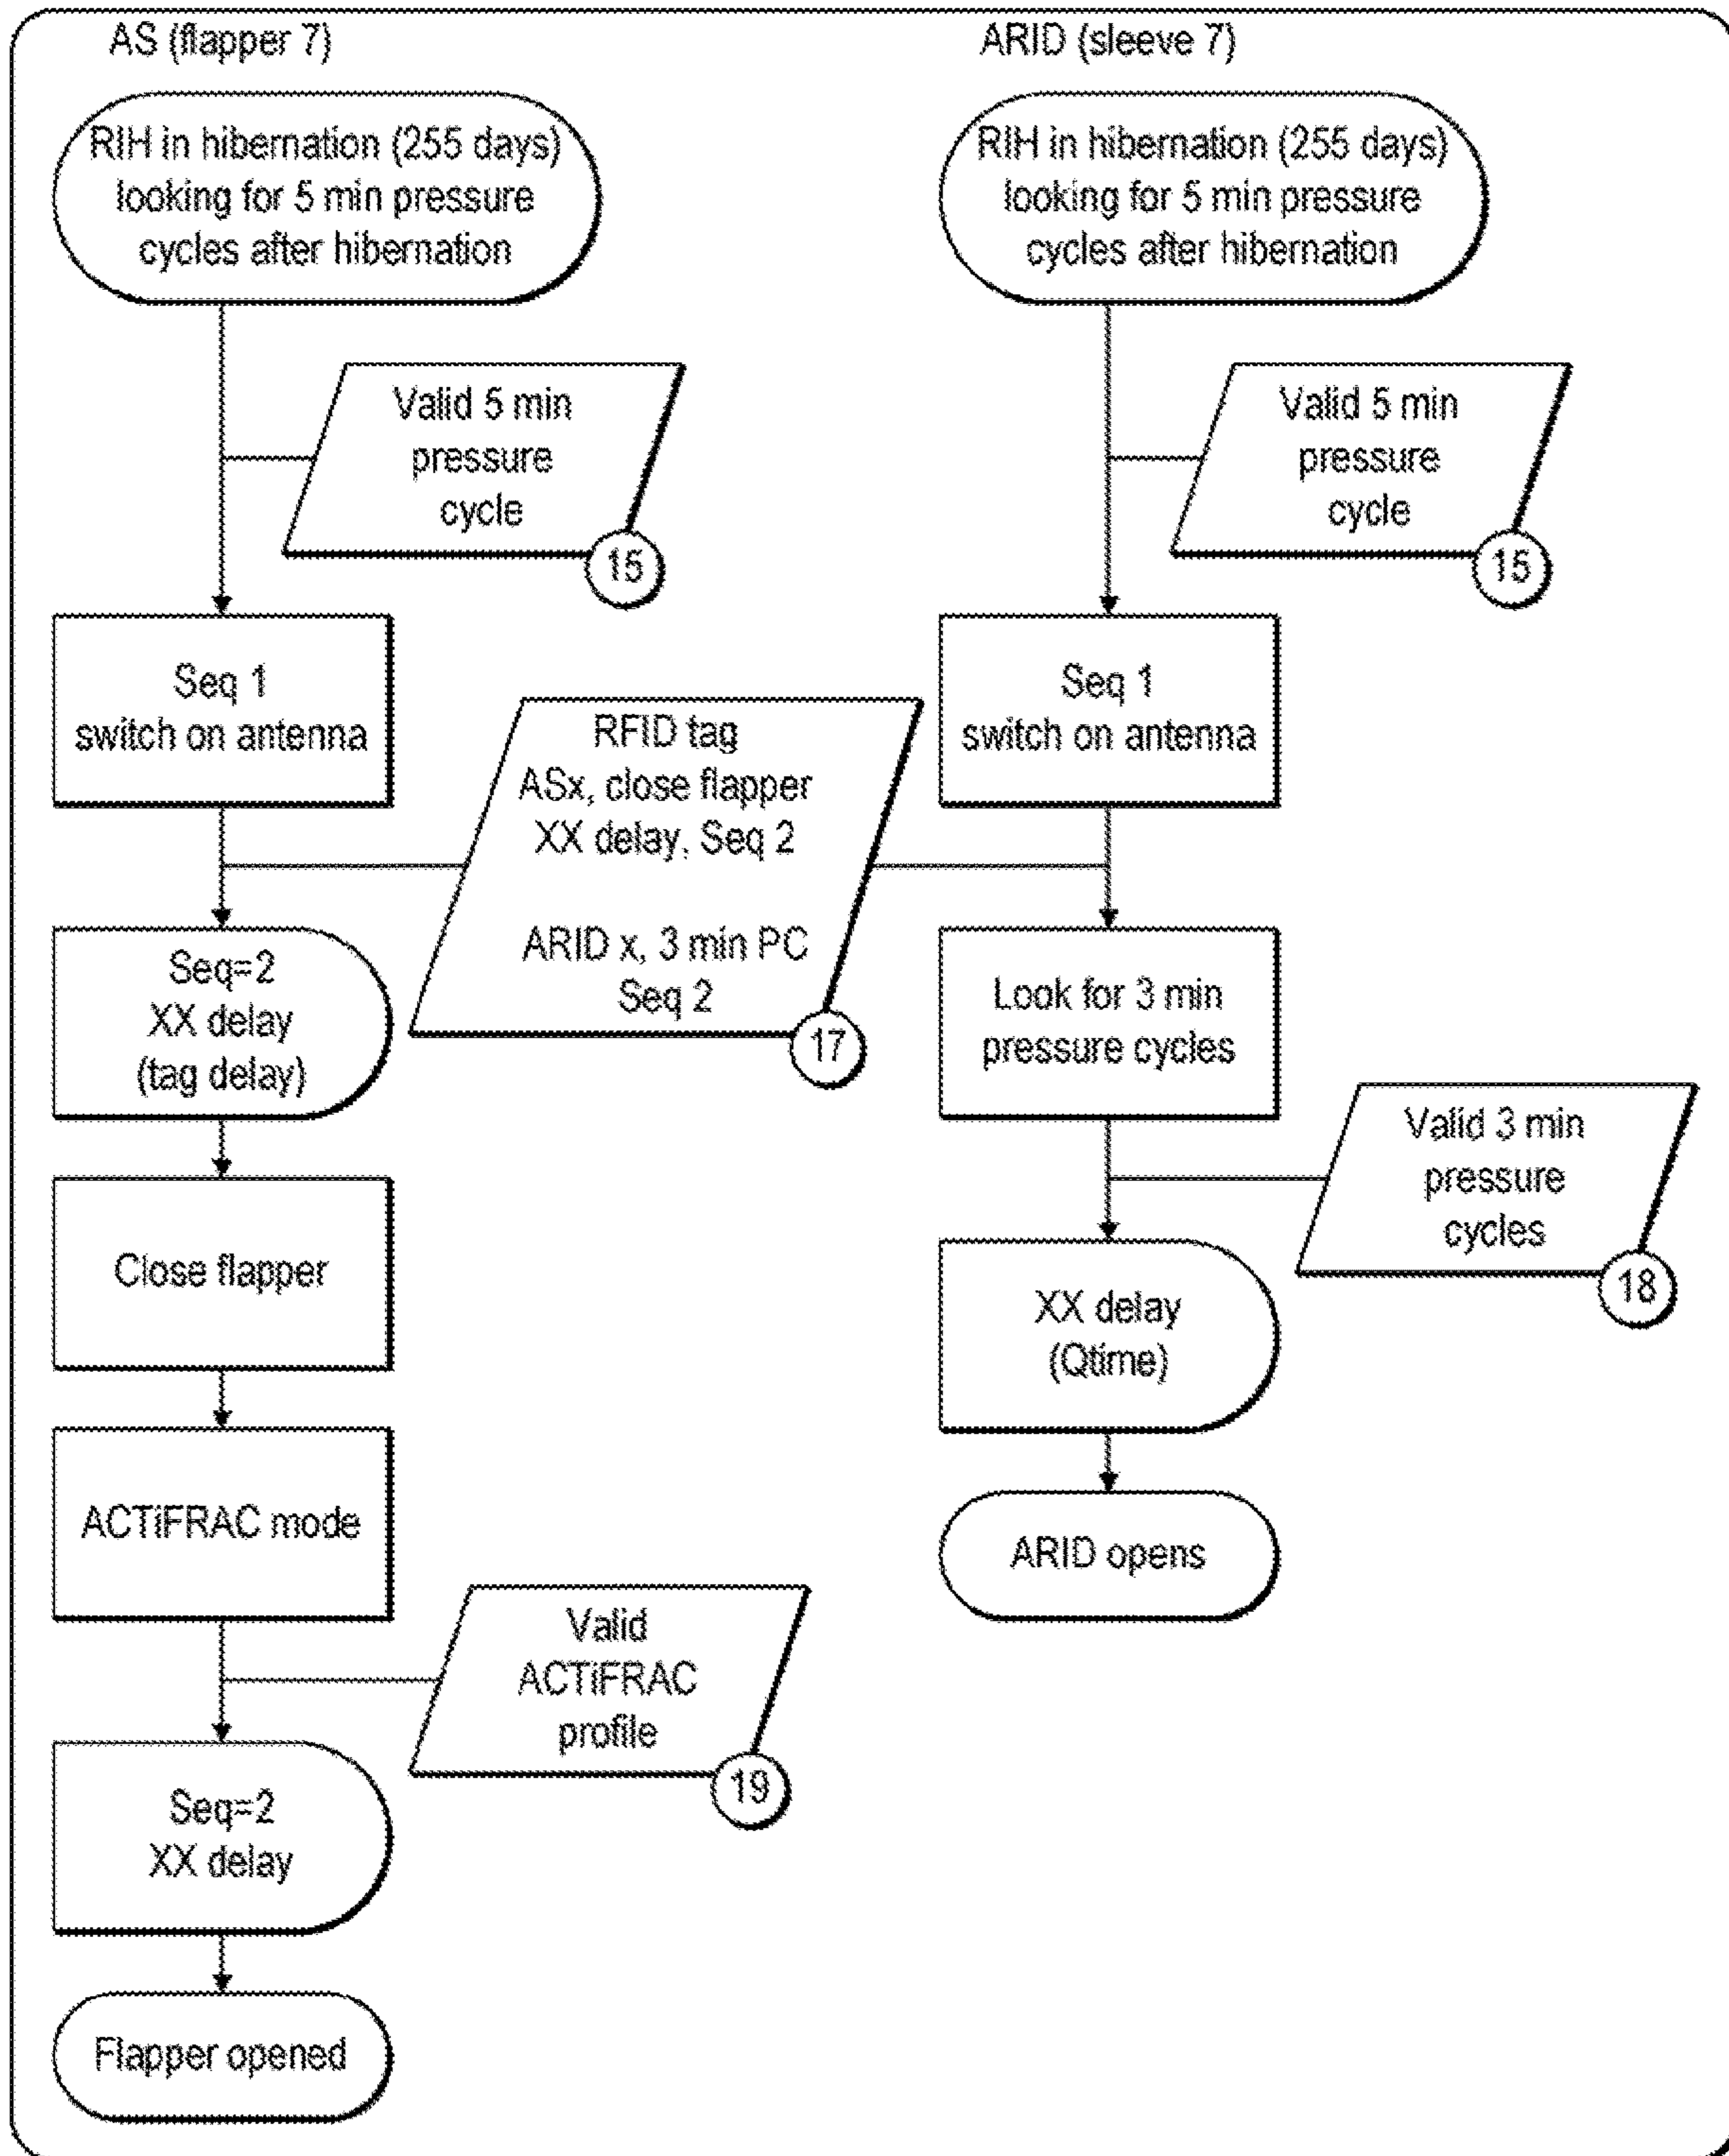 AS (flapper 7)
RIH in hibernation (255 days)
looking for 5 min pressure
cycles after hibernation
Valid 5 min
pressure
cycle
15
Seq 1
switch on antenna
RFID tag
ASx, close flapper
XX delay, Seq 2
ARID x, 3 min PC
Seq 2
17
Seq=2
XX delay
(tag delay)
Close flapper
ACTiFRAC mode
Valid
ACTiFRAC
profile
19
Seq=2
XX delay
Flapper opened
ARID (sleeve 7)
RIH in hibernation (255 days)
looking for 5 min pressure
cycles after hibernation
Valid 5 min
pressure
cycle
15
Seq 1
switch on antenna
Look for 3 min
pressure cycles
Valid 3 min
pressure
cycles
18
XX delay
(Qtime)
ARID opens